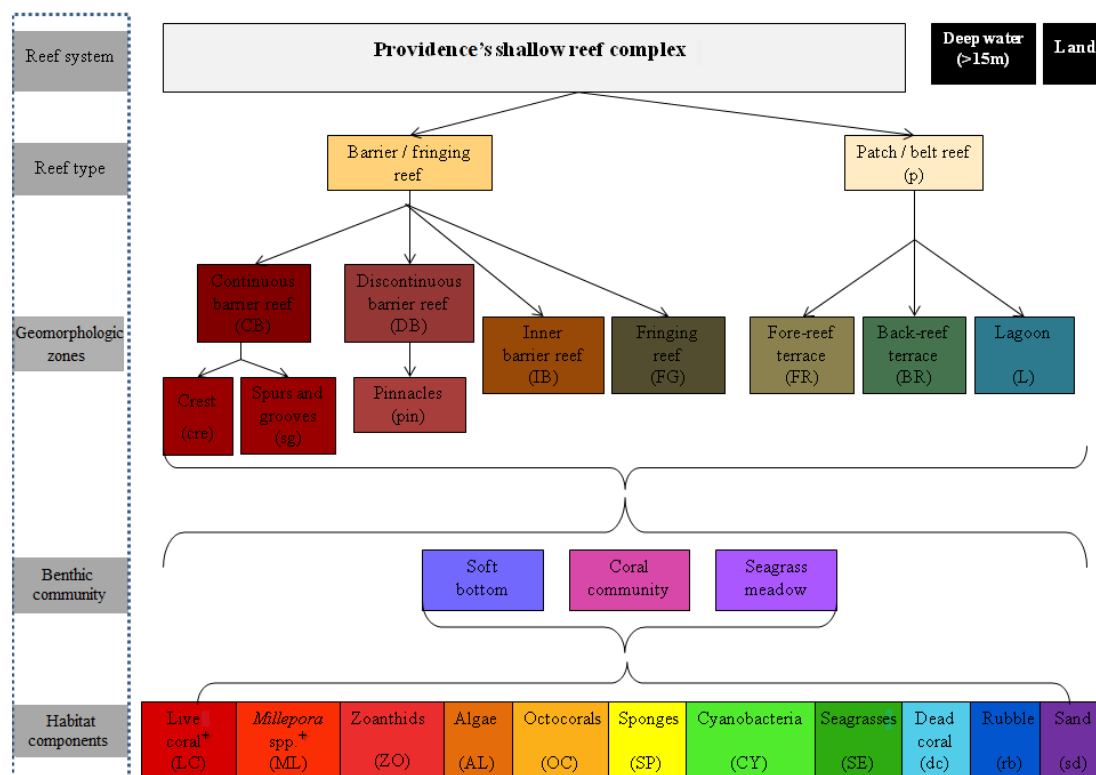 Reef system
Providence's shallow reef complex
Deep water
(>15m)
Land
Reef type
Barrier / fringing
reef
Patch / belt reef
(p)
Geomorphologic
zones
Continuous
barrier reef
(CB)
Discontinuous
barrier reef
(DB)
Inner
barrier reef
(IB)
Fringing
reef
(FG)
Fore-reef
terrace
(FR)
Back-reef
terrace
(BR)
Lagoon
(L)
Crest
(cre)
Spurs and
grooves
(sg)
Pinnacles
(pin)
Benthic
community
Soft
bottom
Coral
community
Seagrass
meadow
Habitat
components
Live
coral+
(LC)
Millepora
spp.+
(ML)
Zoanthids
(ZO)
Algae
(AL)
Octocorals
(OC)
Sponges
(SP)
Cyanobacteria
(CY)
Seagrasses
(SE)
Dead
coral
(dc)
Rubble
(rb)
Sand
(sd)